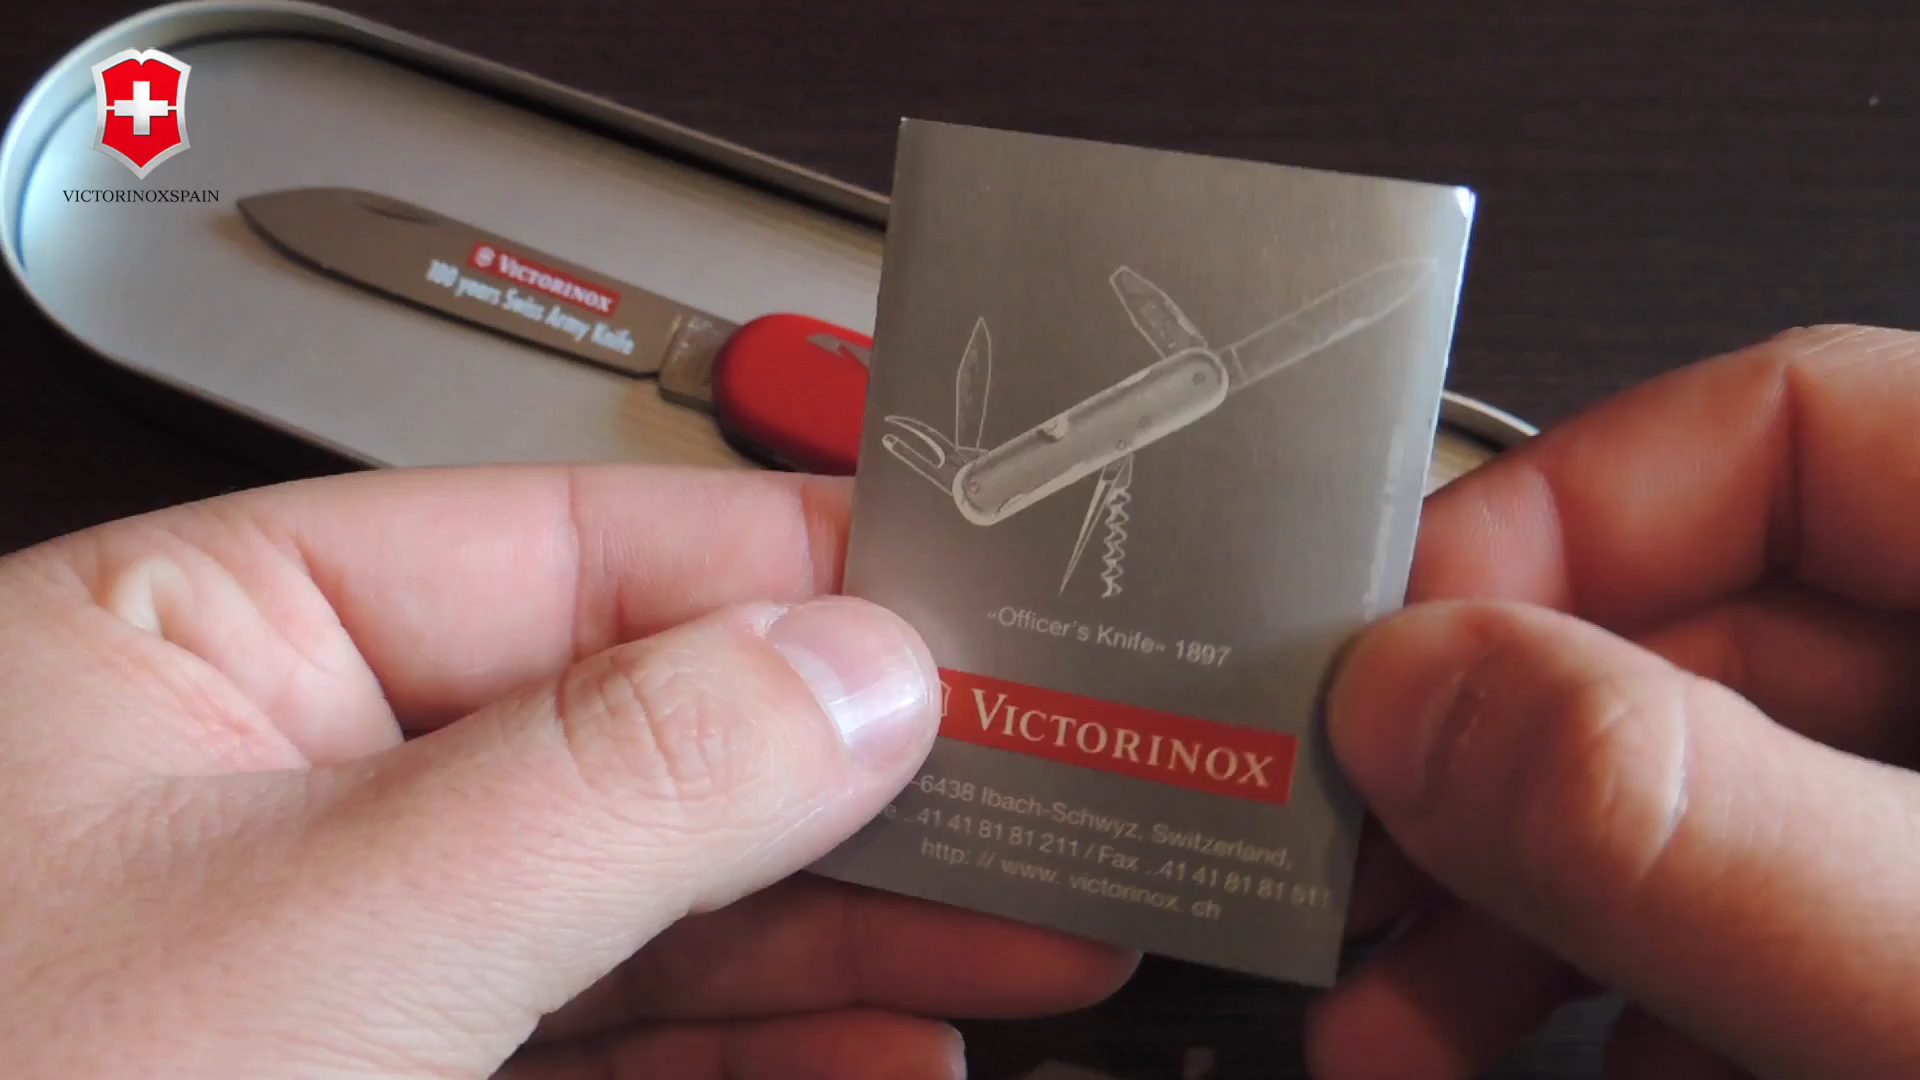 VICTORINOXSPAIN
VICTORINOX
100 years Swiss Army Knife
«Officer's Knife» 1897
VICTORINOX
-6438 Ibach-Schwyz, Switzerland,
..41 41 81 81 211 / Fax ..41 41 81 81 511
http: // www. victorinox. ch